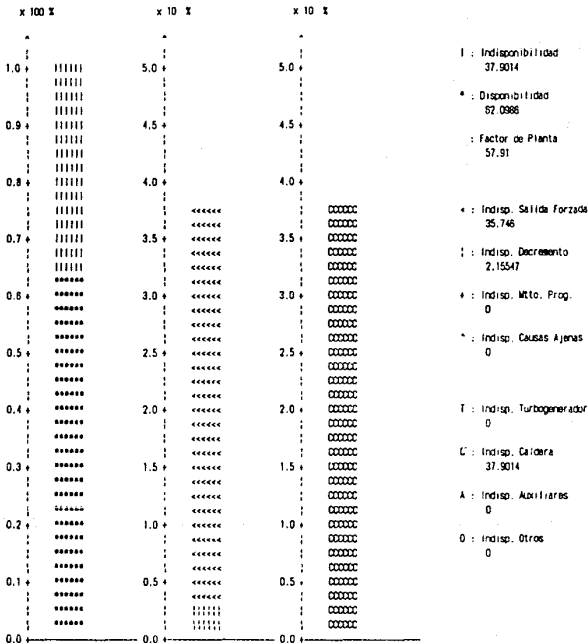 x 100 % x 10 % x 10 %
1.0 5.0 5.0
0.9 4.5 4.5
0.8 4.0 4.0
0.7 3.5 3.5
0.6 3.0 3.0
0.5 2.5 2.5
0.4 2.0 2.0
0.3 1.5 1.5
0.2 1.0 1.0
0.1 0.5 0.5
0.0 0.0 0.0
| : Indisponibilidad
37.9014
* : Disponibilidad
62.0986
: Factor de Planta
57.91
< : Indisp. Salida Forzada
35.746
¦ : Indisp. Decremento
2.15547
+ : Indisp. Mtto. Prog.
0
^ : Indisp. Causas Ajenas
0
T : Indisp. Turbogenerador
0
C : Indisp. Caldera
37.9014
A : Indisp. Auxiliares
0
O : Indisp. Otros
0